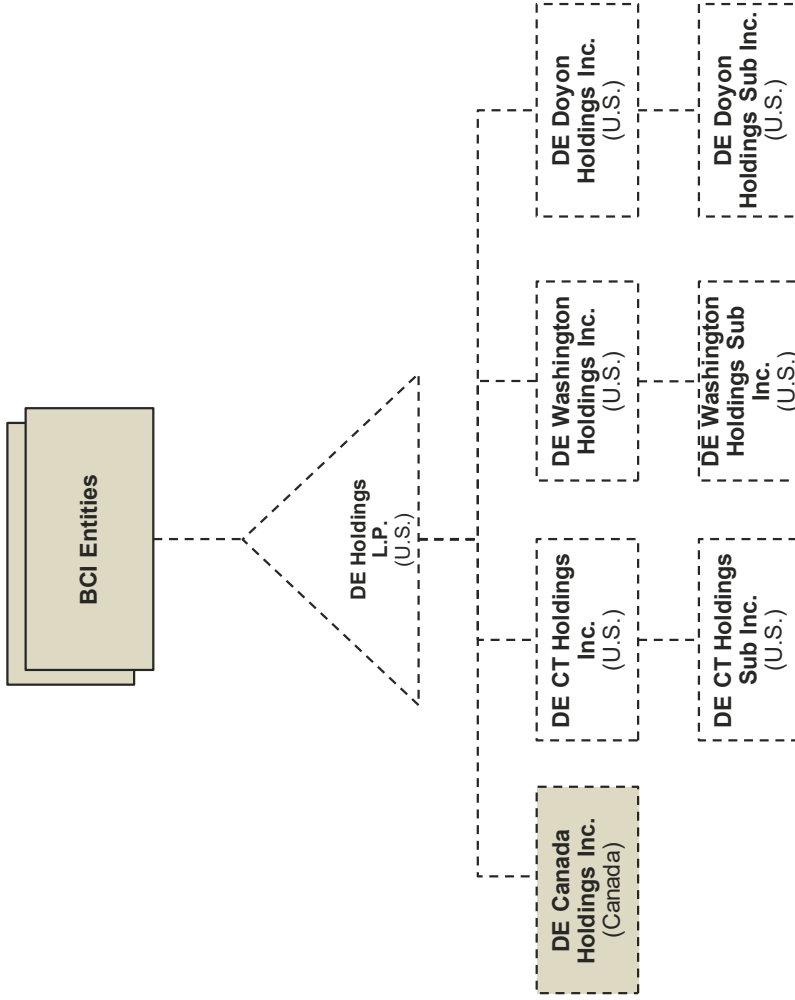 BCI Entities
DE Holdings
L.P.
(U.S.)
DE Canada
Holdings Inc.
(Canada)
DE CT Holdings
Inc.
(U.S.)
DE Washington
Holdings Inc.
(U.S.)
DE Doyon
Holdings Inc.
(U.S.)
DE CT Holdings
Sub Inc.
(U.S.)
DE Washington
Holdings Sub
Inc.
(U.S.)
DE Doyon
Holdings Sub Inc.
(U.S.)